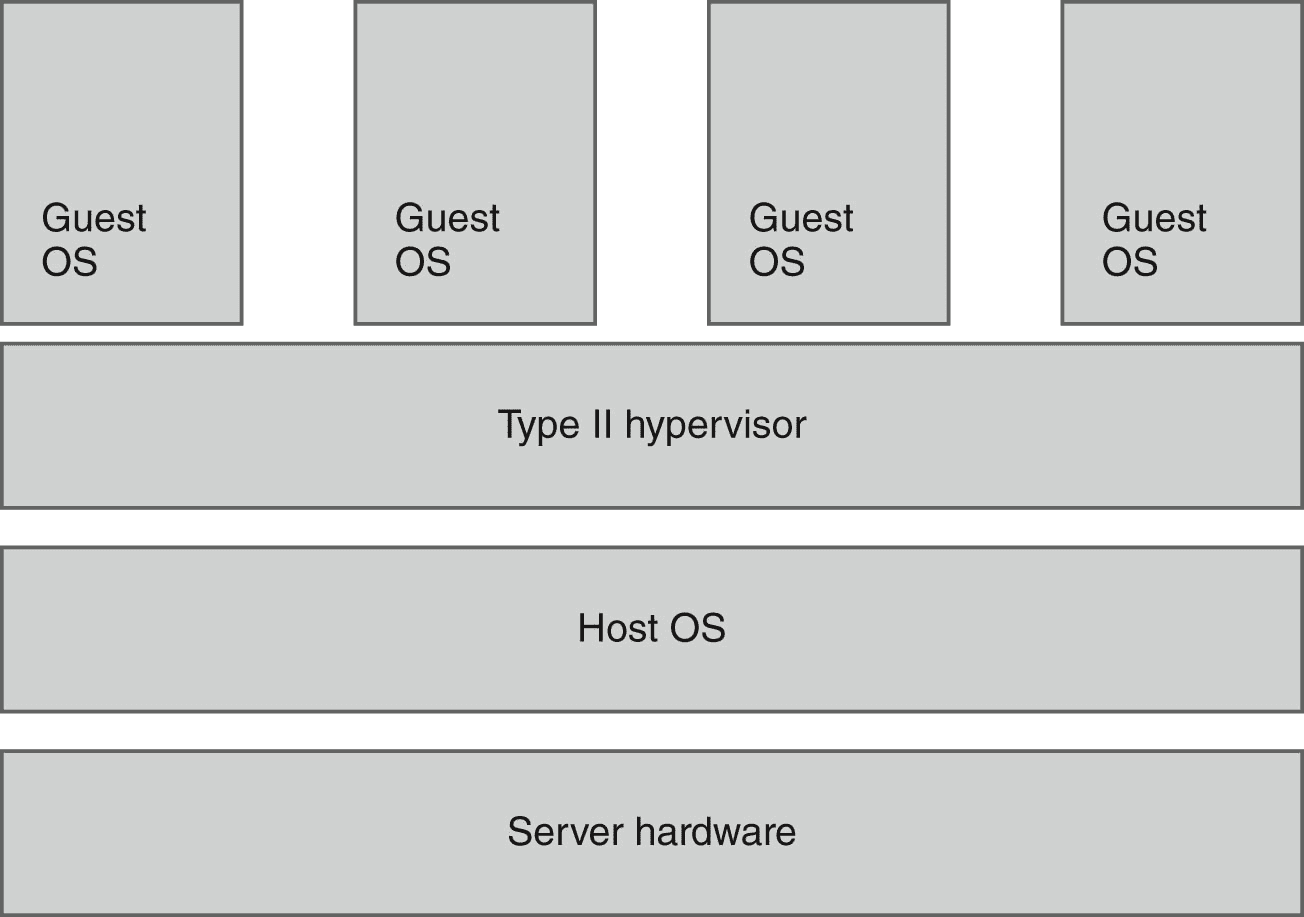 Guest
OS
Guest
OS
Guest
OS
Guest
OS
Type II hypervisor
Host OS
Server hardware